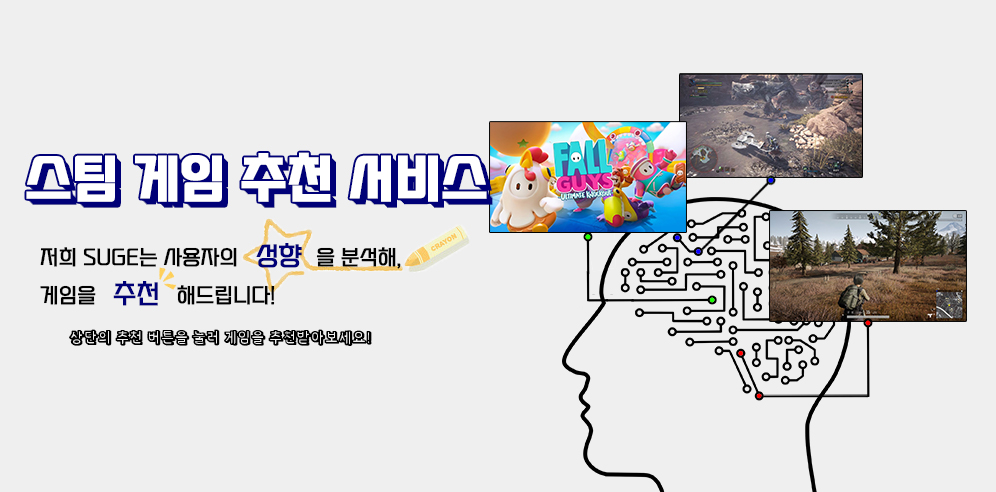 스팀 게임 추천 서비스
저희 SUGE는 사용자의 성향 을 분석해,
CRAYON
게임을 추천 해드립니다!
상단의 추천 버튼을 눌러 게임을 추천받아보세요!
FALL
GUYS
ULTIMATE KNOCKOUT